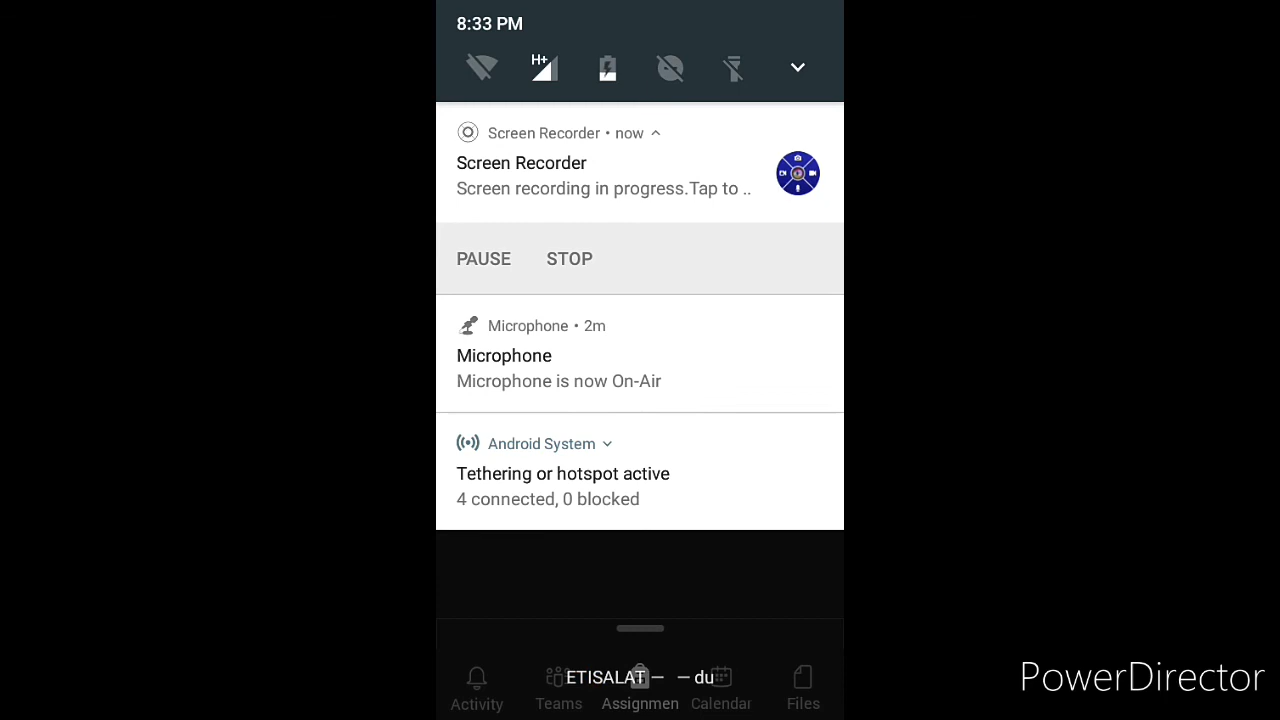 8:33 PM
H+
Screen Recorder • now
Screen Recorder
Screen recording in progress.Tap to ..
PAUSE STOP
Microphone • 2m
Microphone
Microphone is now On-Air
Android System
Tethering or hotspot active
4 connected, 0 blocked
ETISALAT — — du
Activity Teams Assignmen Calendar Files
PowerDirector